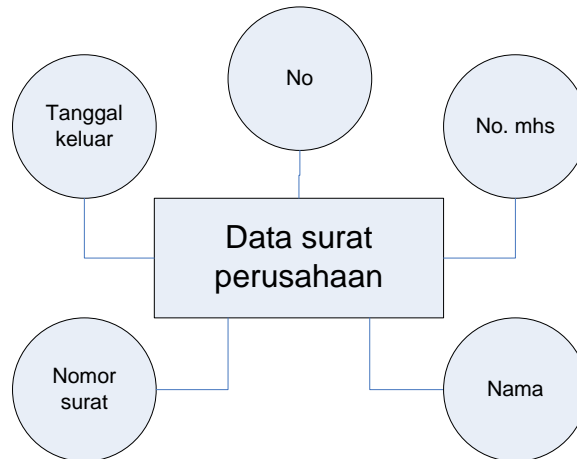 No
Tanggal
keluar
No. mhs
Data surat
perusahaan
Nomor
surat
Nama